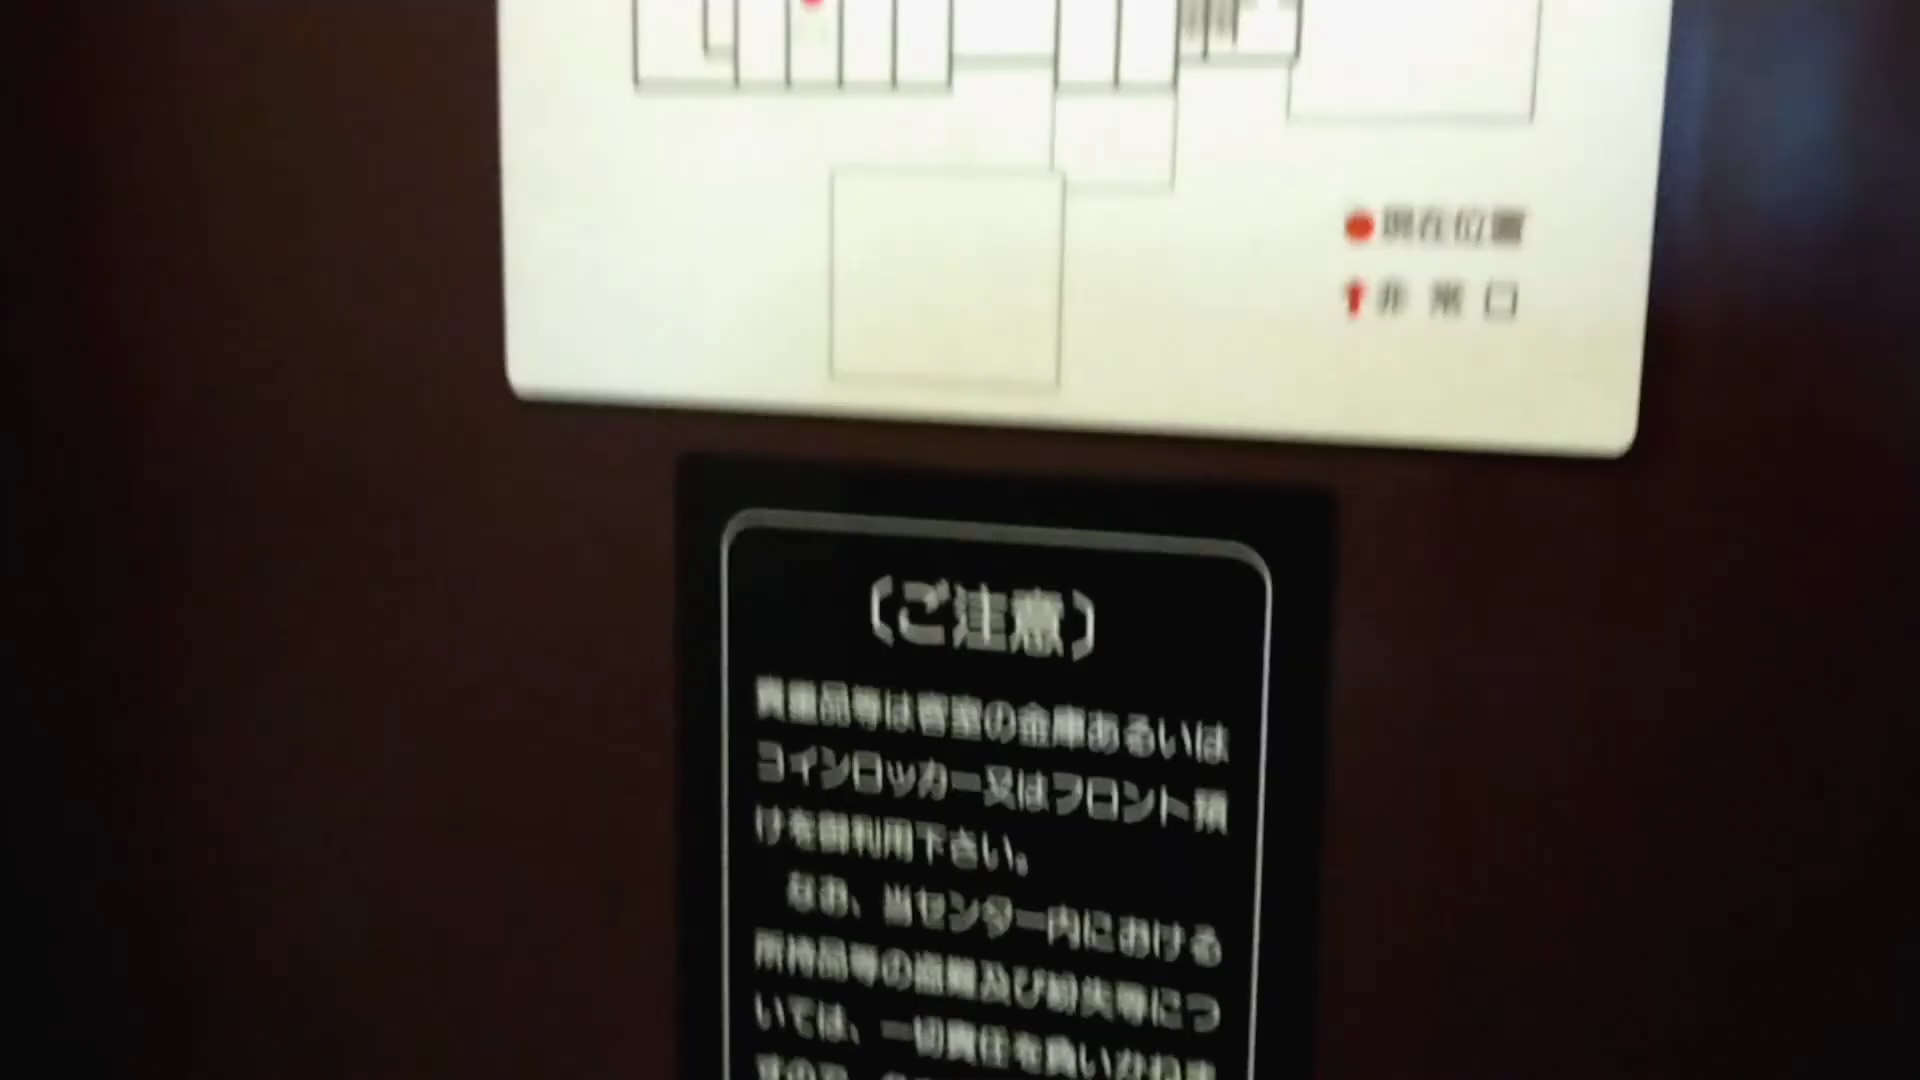 現在位置
非常口
〔ご注意〕
貴重品等は客室の金庫あるいは
コインロッカー又はフロント預
けを御利用下さい。
なお、当センター内における
所持品等の盗難及び紛失等につ
いては、一切責任を負いかねま
すので、